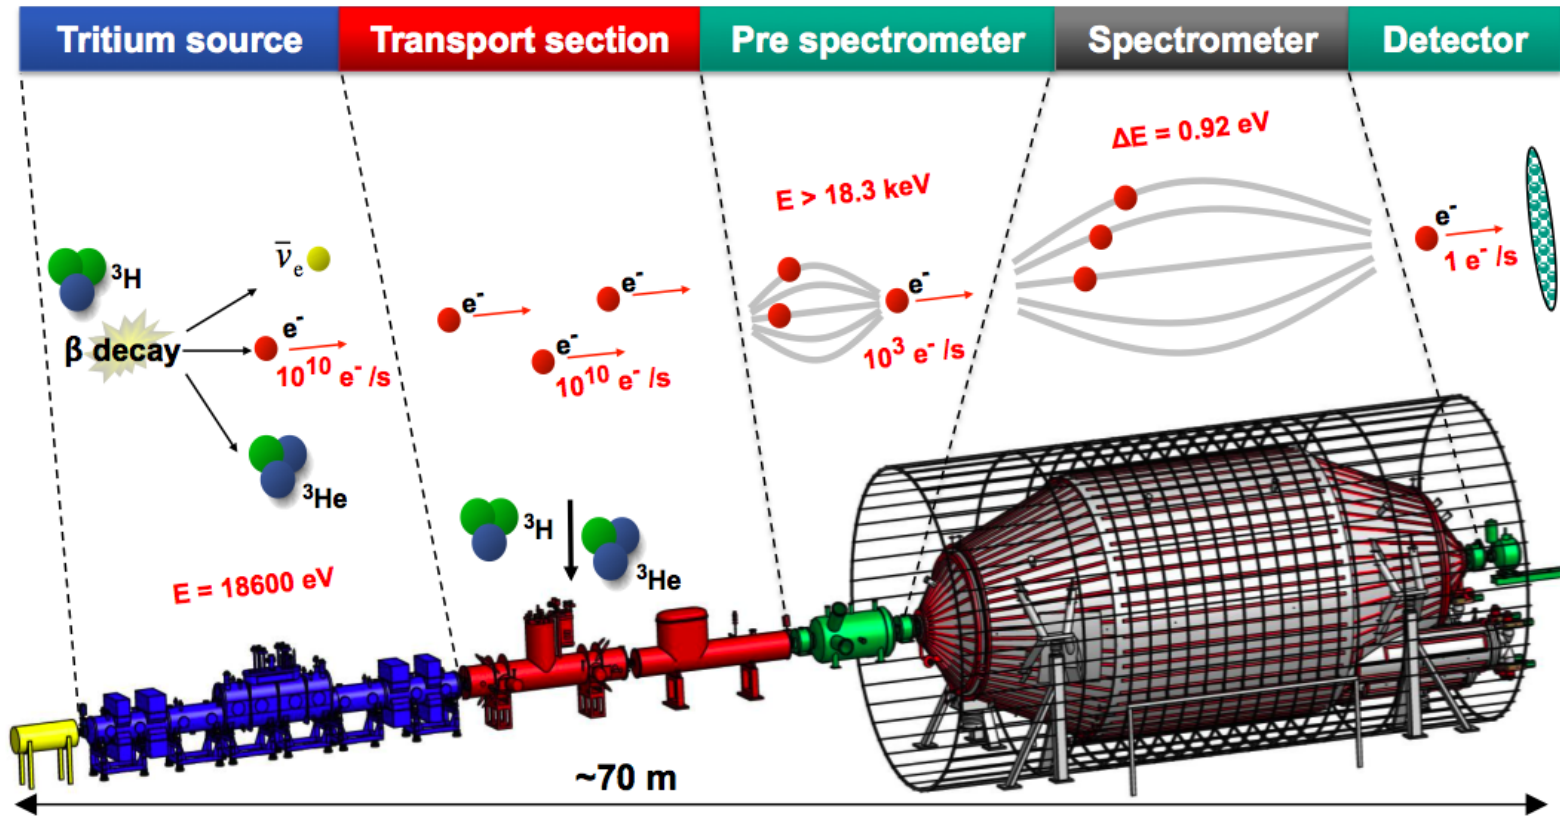 Tritium source
Transport section
Pre spectrometer
Spectrometer
Detector
ΔE = 0.92 eV
E > 18.3 keV
³H
ν̅ₑ
e⁻
10¹⁰ e⁻ /s
β decay
³He
e⁻
e⁻
e⁻
10¹⁰ e⁻ /s
e⁻
10³ e⁻ /s
e⁻
1 e⁻ /s
³H
³He
E = 18600 eV
~70 m